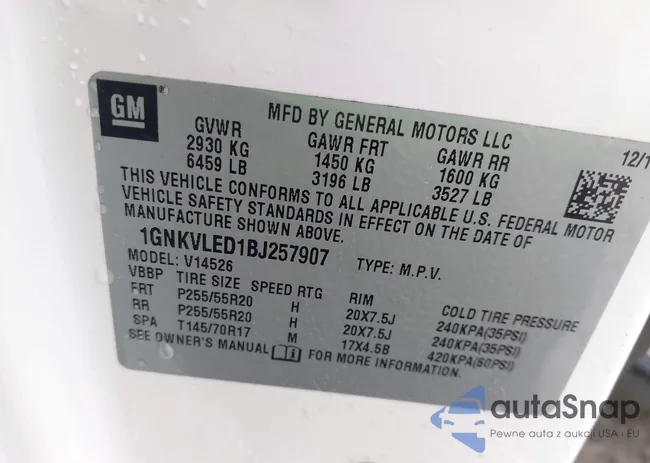 GM
MFD BY GENERAL MOTORS LLC
GVWR GAWR FRT GAWR RR
2930 KG 1450 KG 1600 KG
6459 LB 3196 LB 3527 LB
12/1
THIS VEHICLE CONFORMS TO ALL APPLICABLE U.S. FEDERAL MOTOR
VEHICLE SAFETY STANDARDS IN EFFECT ON THE DATE OF
MANUFACTURE SHOWN ABOVE.
1GNKVLED1BJ257907 TYPE: M.P.V.
MODEL: V14526
VBBP TIRE SIZE SPEED RTG RIM COLD TIRE PRESSURE
FRT P255/55R20 H 20X7.5J 240KPA(35PSI)
RR P255/55R20 H 20X7.5J 240KPA(35PSI)
SPA T145/70R17 M 17X4.5B 420KPA(60PSI)
SEE OWNER'S MANUAL FOR MORE INFORMATION.
autaSnap
Pewne auta z aukcji USA i EU